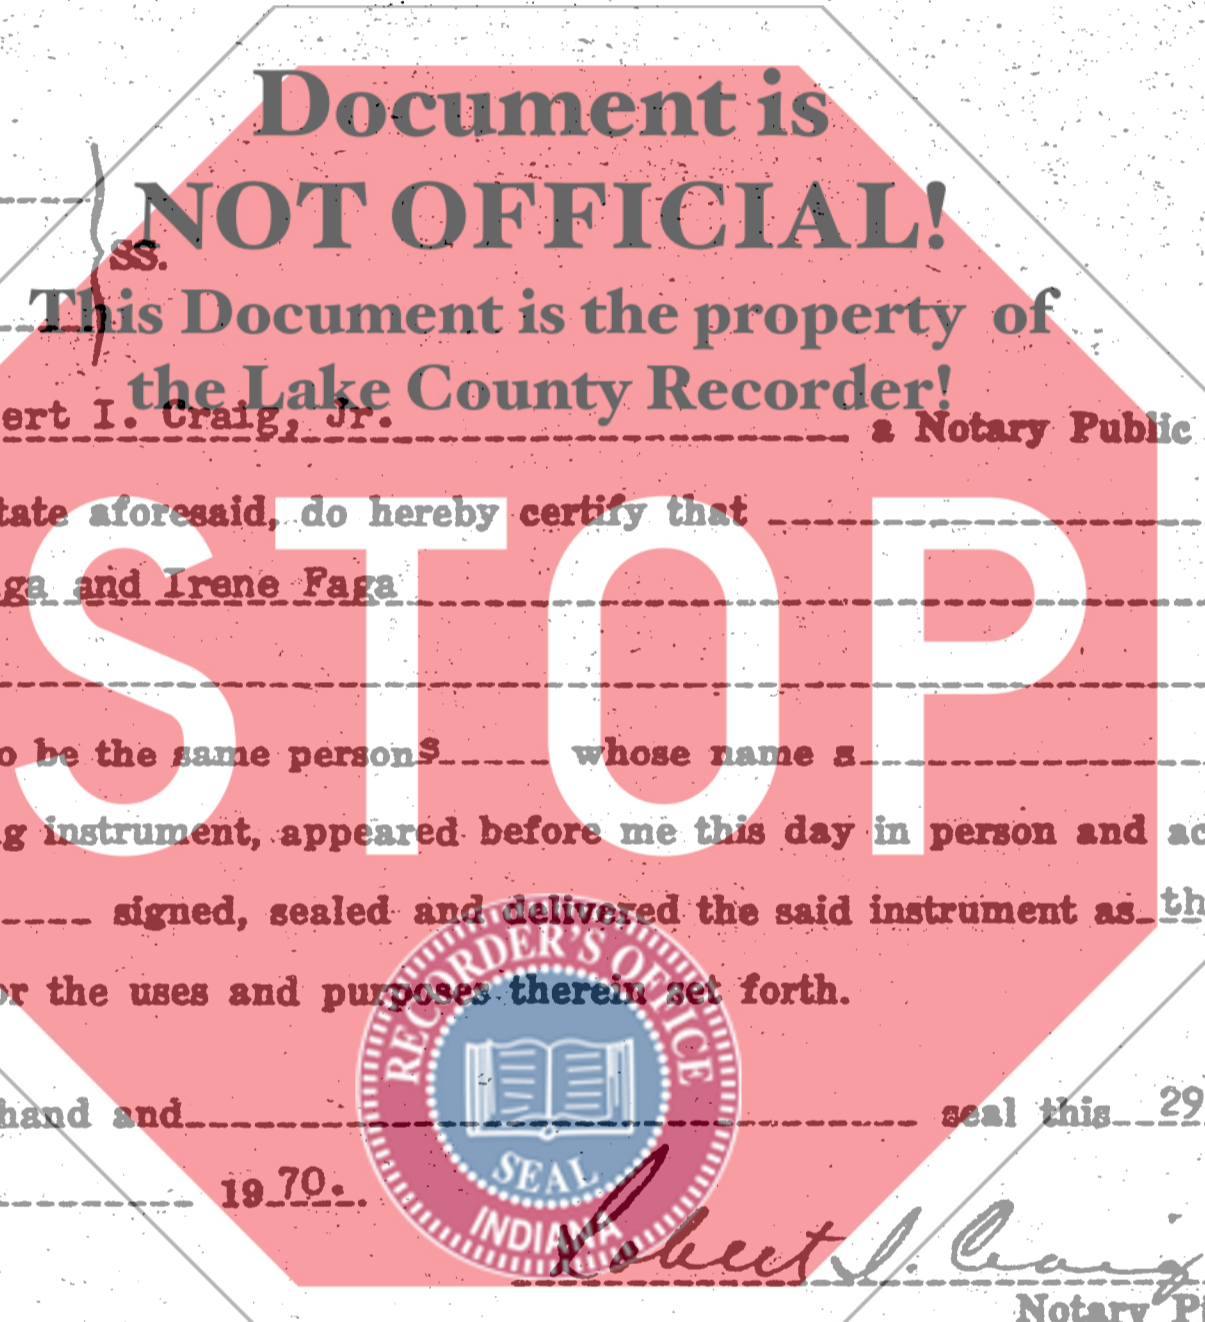 Document is
NOT OFFICIAL!
SS.
This Document is the property of
the Lake County Recorder!
ert I. Craig, Jr. a Notary Public
tate aforesaid, do hereby certify that
ga and Irene Faga
STOP
o be the same persons whose name s
g instrument, appeared before me this day in person and ac
signed, sealed and delivered the said instrument as th
or the uses and purposes therein set forth.
RECORDER'S OFFICE
hand and seal this 29
SEAL
19 70.
INDIANA
Robert I. Craig
Notary P